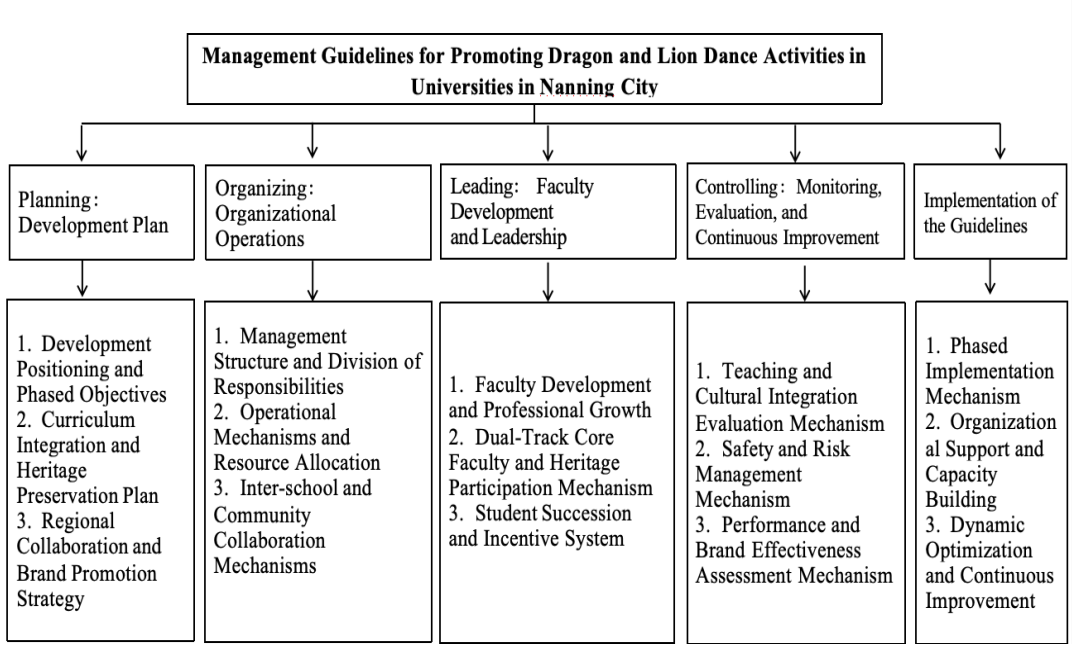 Management Guidelines for Promoting Dragon and Lion Dance Activities in
Universities in Nanning City
Planning:
Development Plan
Organizing:
Organizational
Operations
Leading: Faculty
Development
and Leadership
Controlling: Monitoring,
Evaluation, and
Continuous Improvement
Implementation of
the Guidelines
1. Development
Positioning and
Phased Objectives
2. Curriculum
Integration and
Heritage
Preservation Plan
3. Regional
Collaboration and
Brand Promotion
Strategy
1. Management
Structure and Division of
Responsibilities
2. Operational
Mechanisms and
Resource Allocation
3. Inter-school and
Community
Collaboration
Mechanisms
1. Faculty Development
and Professional Growth
2. Dual-Track Core
Faculty and Heritage
Participation Mechanism
3. Student Succession
and Incentive System
1. Teaching and
Cultural Integration
Evaluation Mechanism
2. Safety and Risk
Management
Mechanism
3. Performance and
Brand Effectiveness
Assessment Mechanism
1. Phased
Implementation
Mechanism
2. Organization
al Support and
Capacity
Building
3. Dynamic
Optimization
and Continuous
Improvement